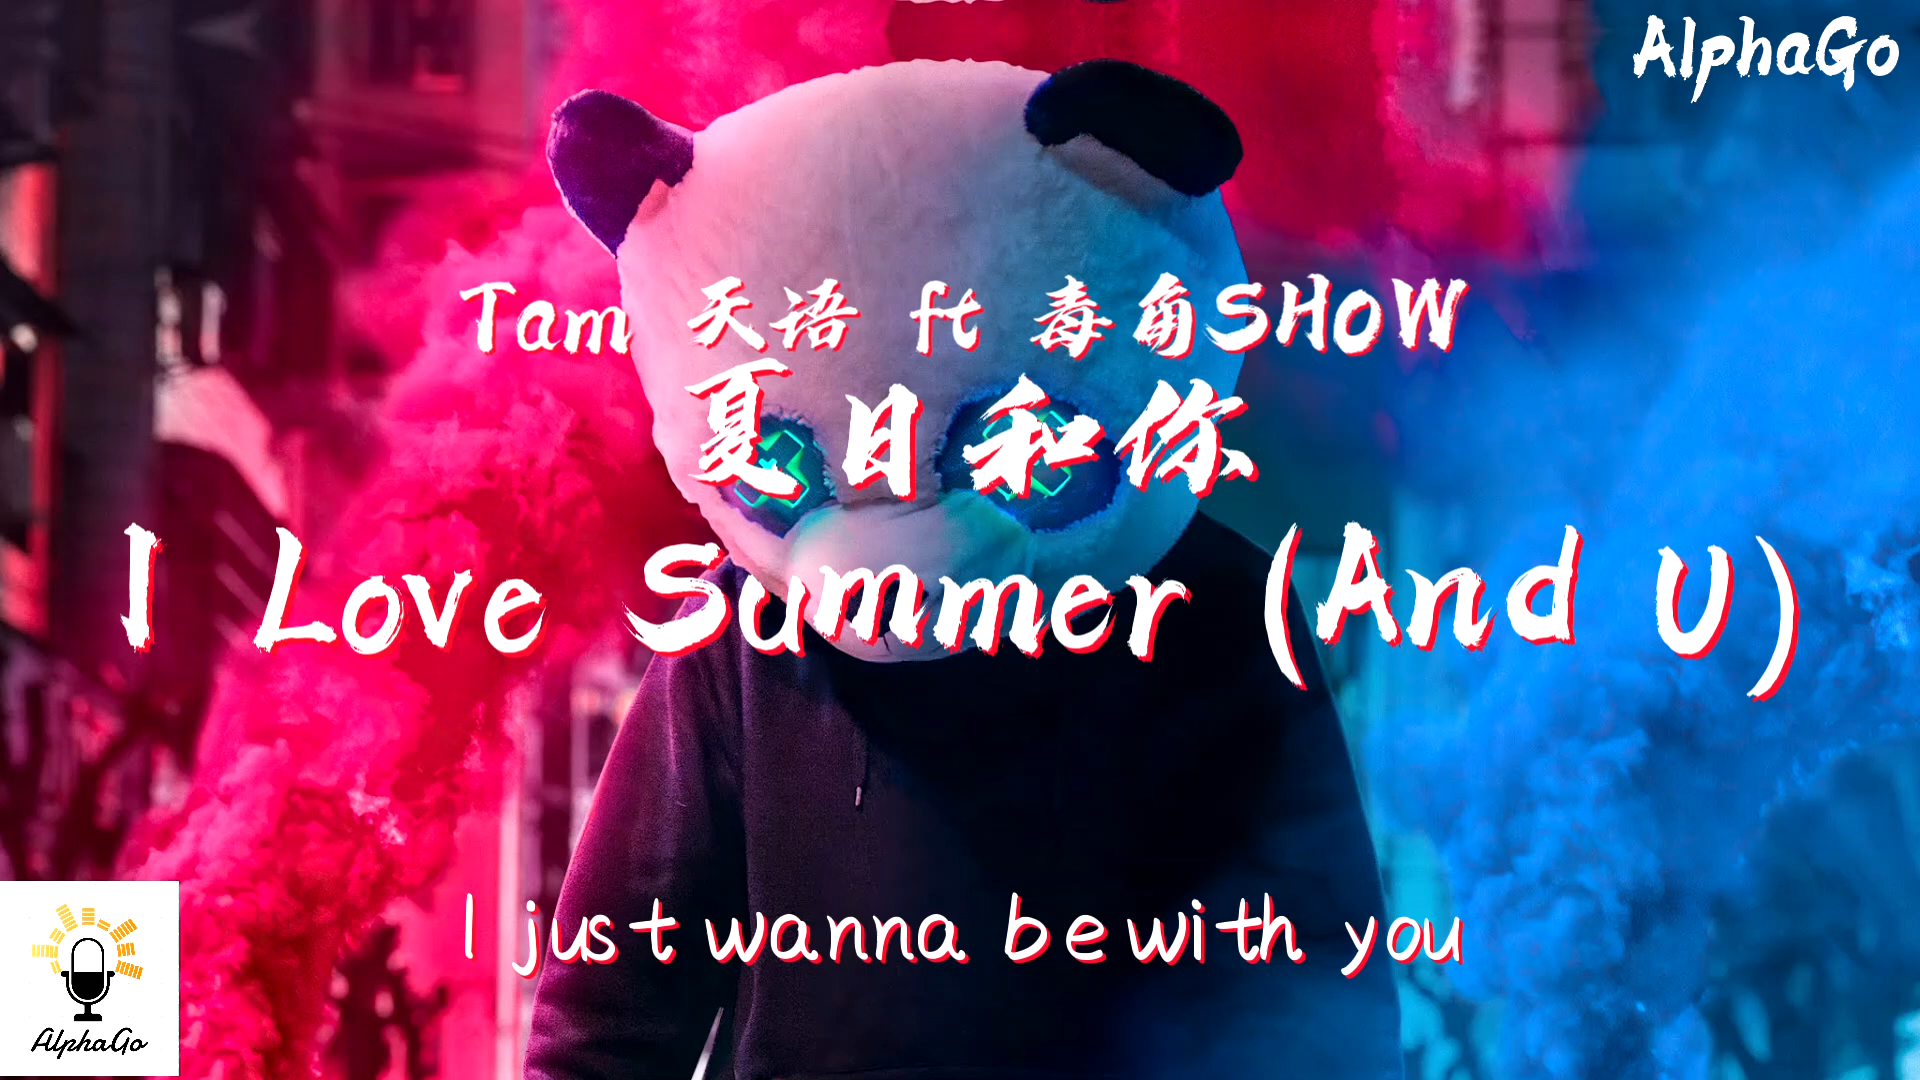 AlphaGo
Tam 天语 ft 毒角SHOW
夏日和你
I Love Summer (And U)
I just wanna be with you
AlphaGo